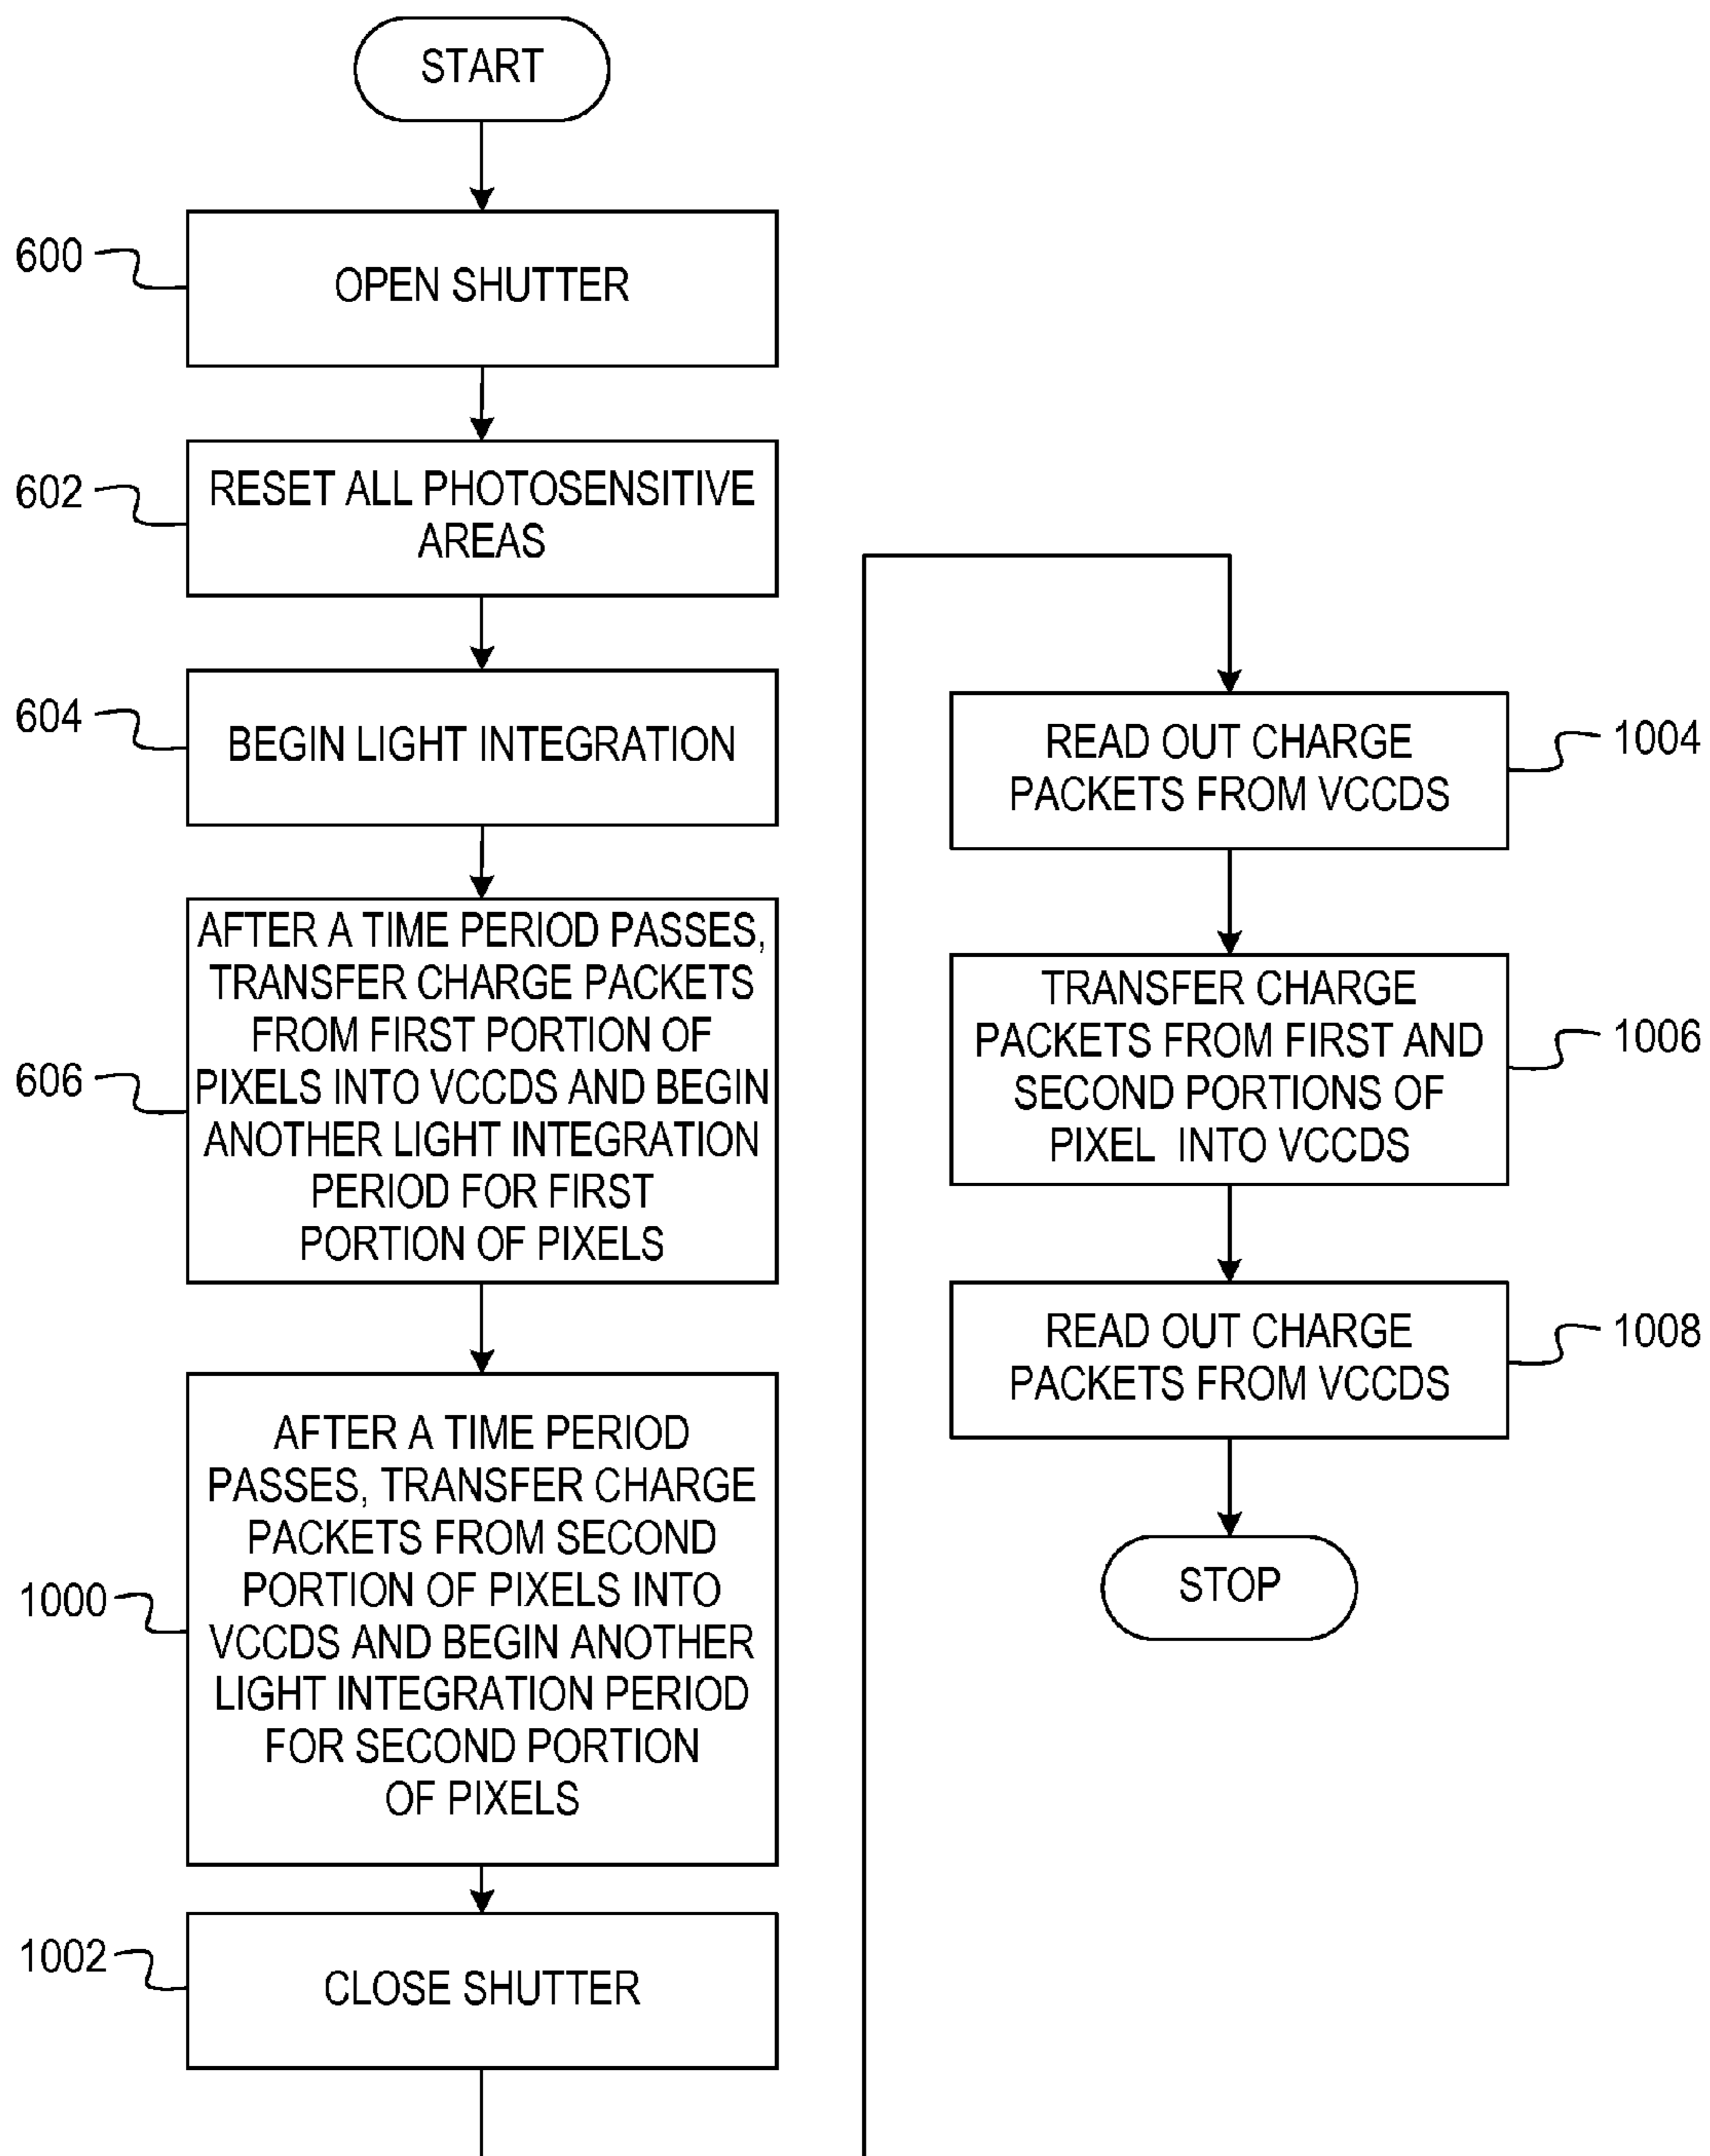 START
600
OPEN SHUTTER
602
RESET ALL PHOTOSENSITIVE
AREAS
604
BEGIN LIGHT INTEGRATION
606
AFTER A TIME PERIOD PASSES,
TRANSFER CHARGE PACKETS
FROM FIRST PORTION OF
PIXELS INTO VCCDS AND BEGIN
ANOTHER LIGHT INTEGRATION
PERIOD FOR FIRST
PORTION OF PIXELS
1000
AFTER A TIME PERIOD
PASSES, TRANSFER CHARGE
PACKETS FROM SECOND
PORTION OF PIXELS INTO
VCCDS AND BEGIN ANOTHER
LIGHT INTEGRATION PERIOD
FOR SECOND PORTION
OF PIXELS
1002
CLOSE SHUTTER
READ OUT CHARGE
PACKETS FROM VCCDS
1004
TRANSFER CHARGE
PACKETS FROM FIRST AND
SECOND PORTIONS OF
PIXEL INTO VCCDS
1006
READ OUT CHARGE
PACKETS FROM VCCDS
1008
STOP